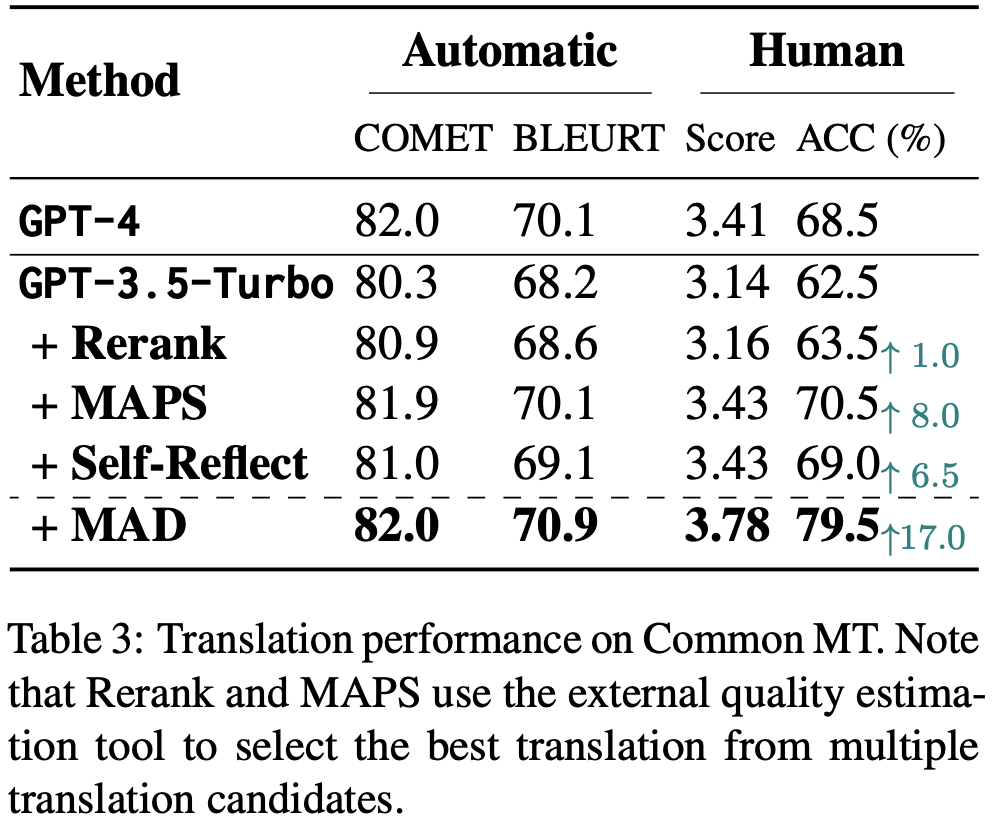 Method Automatic Human
COMET BLEURT Score ACC (%)
GPT-4 82.0 70.1 3.41 68.5
GPT-3.5-Turbo 80.3 68.2 3.14 62.5
+ Rerank 80.9 68.6 3.16 63.5↑ 1.0
+ MAPS 81.9 70.1 3.43 70.5↑ 8.0
+ Self-Reflect 81.0 69.1 3.43 69.0↑ 6.5
+ MAD 82.0 70.9 3.78 79.5↑17.0
Table 3: Translation performance on Common MT. Note
that Rerank and MAPS use the external quality estima-
tion tool to select the best translation from multiple
translation candidates.